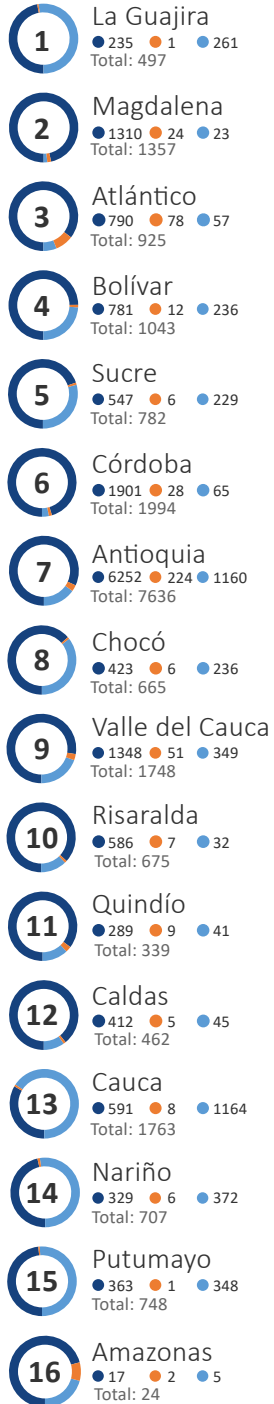 1
La Guajira
235 1 261
Total: 497
2
Magdalena
1310 24 23
Total: 1357
3
Atlántico
790 78 57
Total: 925
4
Bolívar
781 12 236
Total: 1043
5
Sucre
547 6 229
Total: 782
6
Córdoba
1901 28 65
Total: 1994
7
Antioquia
6252 224 1160
Total: 7636
8
Chocó
423 6 236
Total: 665
9
Valle del Cauca
1348 51 349
Total: 1748
10
Risaralda
586 7 32
Total: 675
11
Quindío
289 9 41
Total: 339
12
Caldas
412 5 45
Total: 462
13
Cauca
591 8 1164
Total: 1763
14
Nariño
329 6 372
Total: 707
15
Putumayo
363 1 348
Total: 748
16
Amazonas
17 2 5
Total: 24